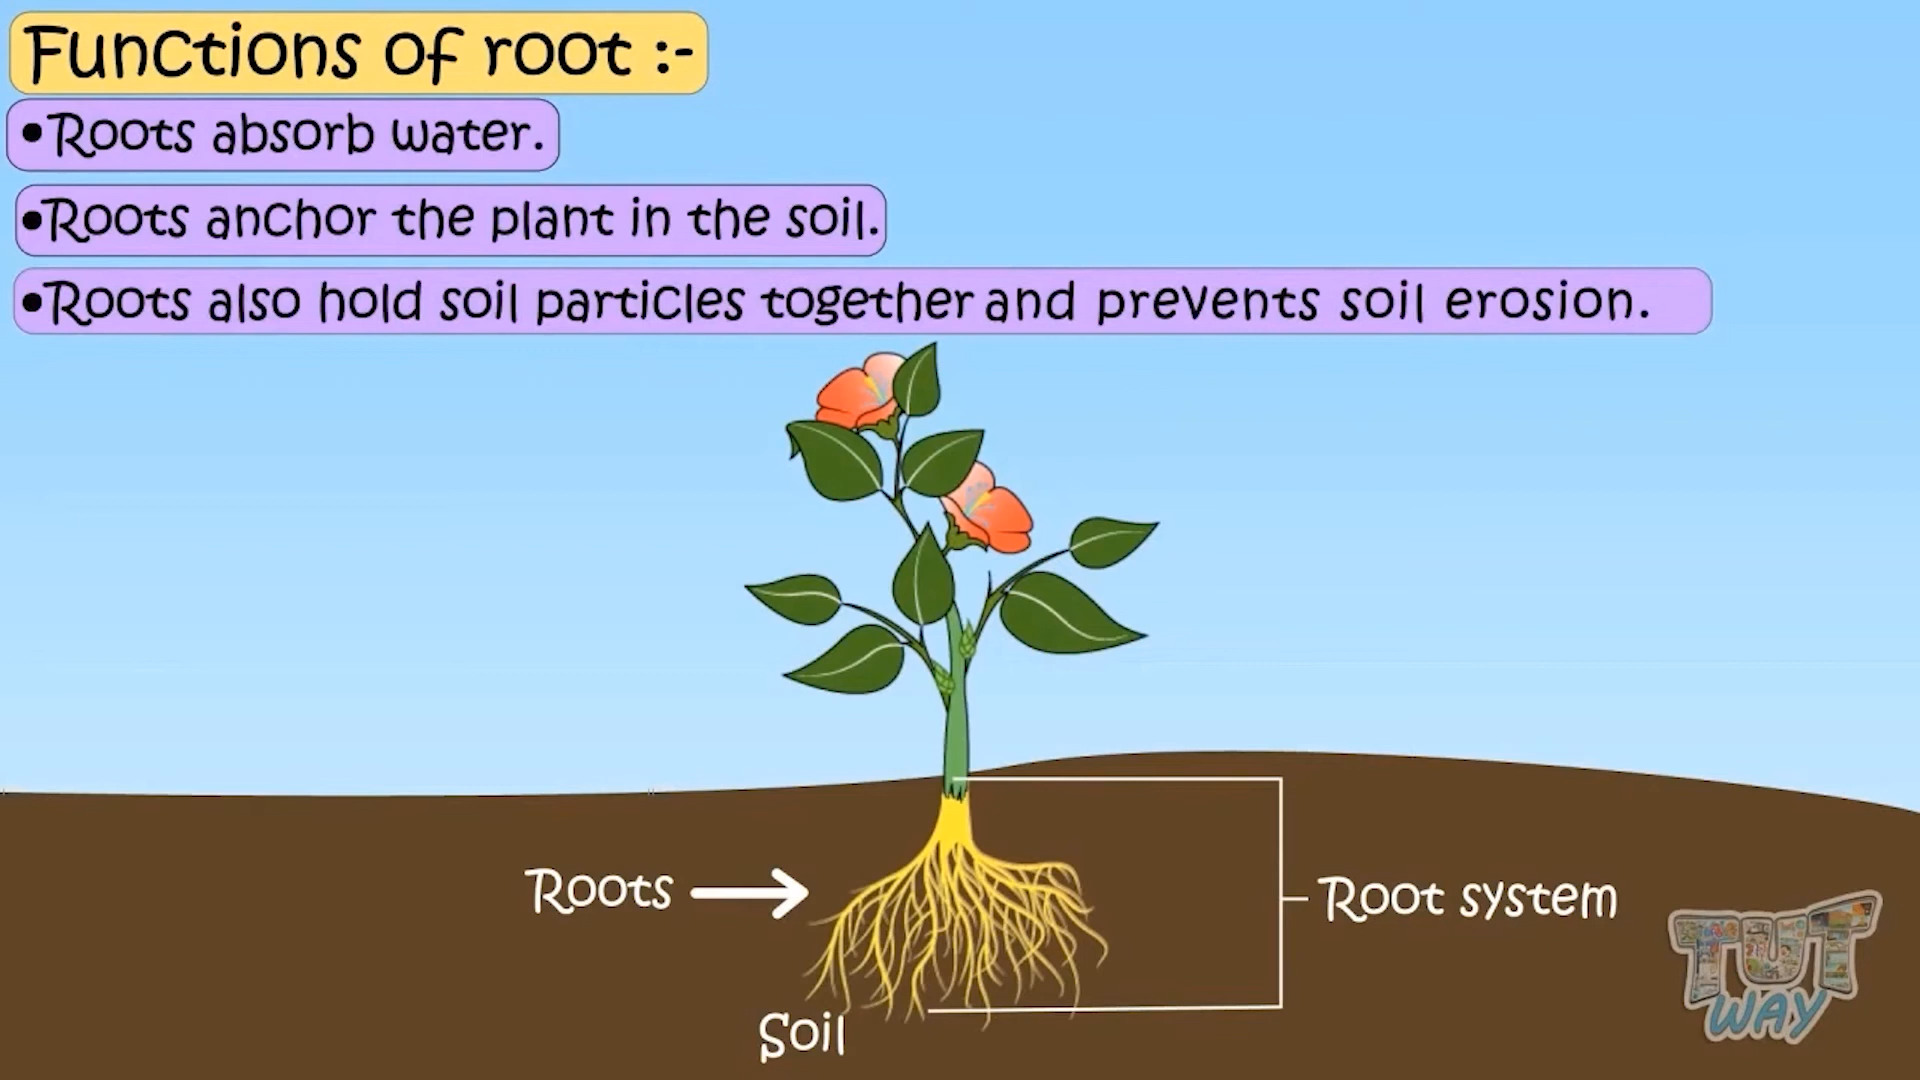 Functions of root :-
•Roots absorb water.
•Roots anchor the plant in the soil.
•Roots also hold soil particles together and prevents soil erosion.
Roots
Root system
Soil
TUT
WAY